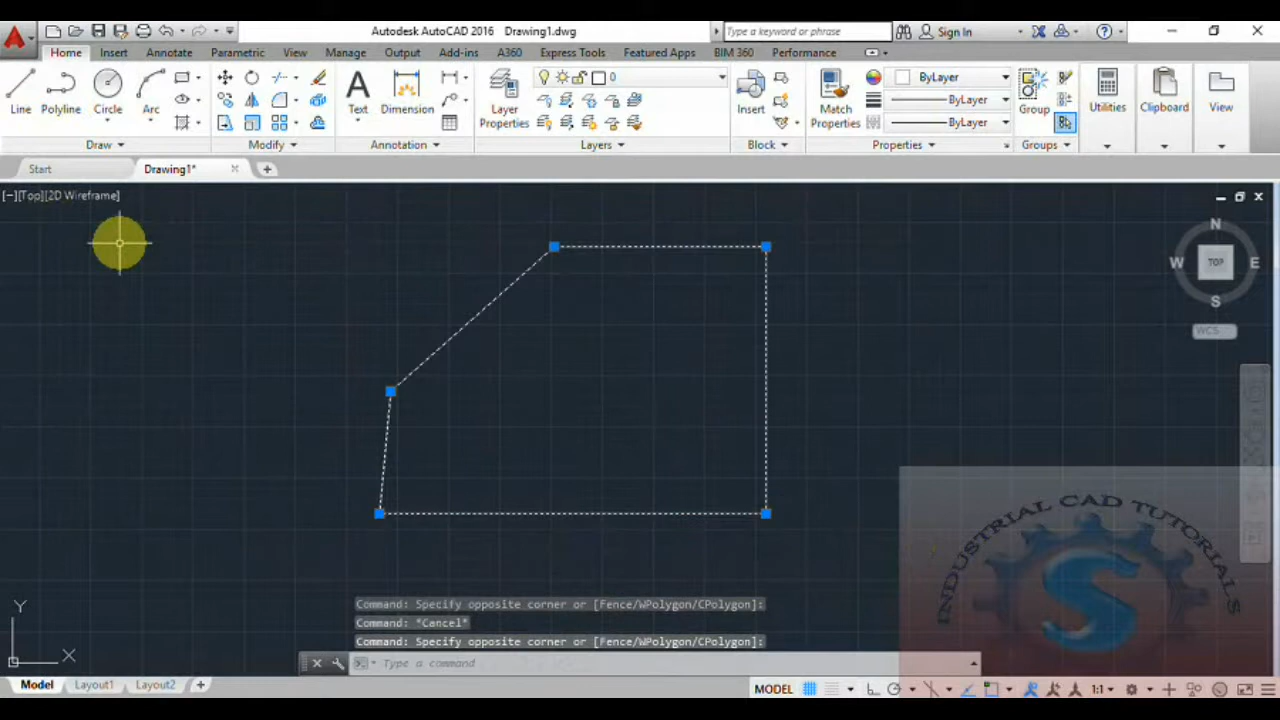 Autodesk AutoCAD 2016 Drawing1.dwg
Type a keyword or phrase
Sign In
Home Insert Annotate Parametric View Manage Output Add-ins A360 Express Tools Featured Apps BIM 360 Performance
0
ByLayer
ByLayer
ByLayer
Line Polyline Circle Arc
Text Dimension
Layer
Properties
Insert
Match
Properties
Group
Utilities Clipboard View
Draw Modify Annotation Layers Block Properties Groups
Start Drawing1*
[−][Top][2D Wireframe]
N
W TOP E
S
WCS
INDUSTRIAL CAD TUTORIALS
S
Command: Specify opposite corner or [Fence/WPolygon/CPolygon]:
Command: *Cancel*
Command: Specify opposite corner or [Fence/WPolygon/CPolygon]:
Type a command
Y
X
Model Layout1 Layout2
MODEL 1:1